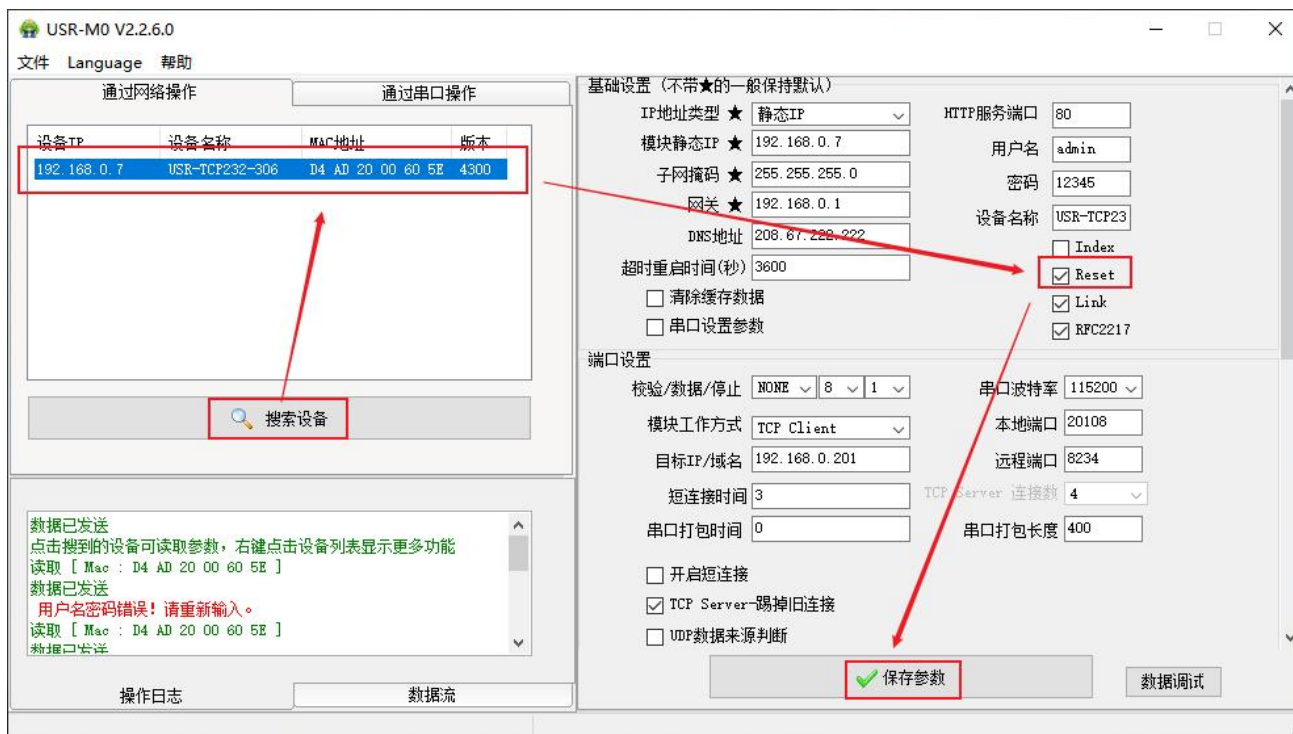 USR-M0 V2.2.6.0
文件 Language 帮助
通过网络操作 通过串口操作
设备IP 设备名称 MAC地址 版本
192.168.0.7 USR-TCP232-306 D4 AD 20 00 60 5E 4300
搜索设备
数据已发送
点击搜到的设备可读取参数，右键点击设备列表显示更多功能
读取 [ Mac : D4 AD 20 00 60 5E ]
数据已发送
用户名密码错误！请重新输入。
读取 [ Mac : D4 AD 20 00 60 5E ]
数据已发送
操作日志 数据流
基础设置（不带★的一般保持默认）
IP地址类型 ★ 静态IP HTTP服务端口 80
模块静态IP ★ 192.168.0.7 用户名 admin
子网掩码 ★ 255.255.255.0 密码 12345
网关 ★ 192.168.0.1 设备名称 USR-TCP23
DNS地址 208.67.222.222 Index
超时重启时间(秒) 3600 Reset
清除缓存数据 Link
串口设置参数 RFC2217
端口设置
校验/数据/停止 NONE 8 1 串口波特率 115200
模块工作方式 TCP Client 本地端口 20108
目标IP/域名 192.168.0.201 远程端口 8234
短连接时间 3 TCP Server 连接数 4
串口打包时间 0 串口打包长度 400
开启短连接
TCP Server-踢掉旧连接
UDP数据来源判断
保存参数 数据调试